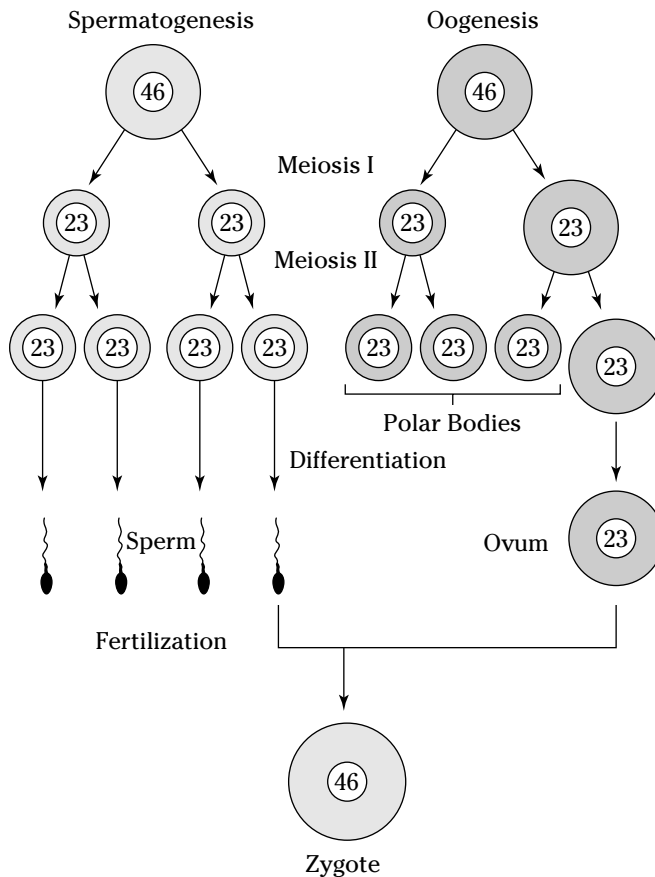 Spermatogenesis Oogenesis
46 46
Meiosis I
23 23 23 23
Meiosis II
23 23 23 23 23 23 23 23
Polar Bodies
Differentiation
Sperm Ovum 23
Fertilization
46
Zygote